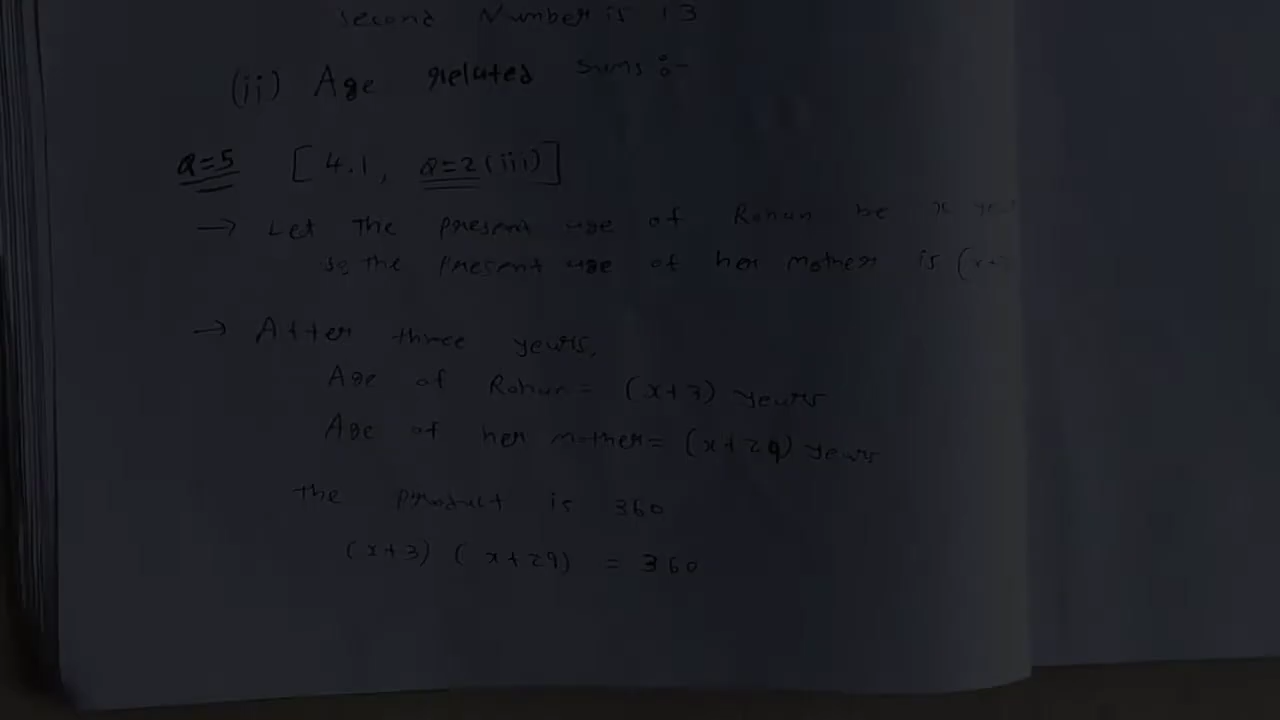 second Number is 13
(ii) Age related sums :-
Q=5 [4.1, Q=2(iii)]
→ Let The present age of Rohan be x
so the present age of her mother is (x+
→ After three years,
Age of Rohan = (x+3) years
Age of her mother = (x+29) years
the product is 360
(x+3) (x+29) = 360